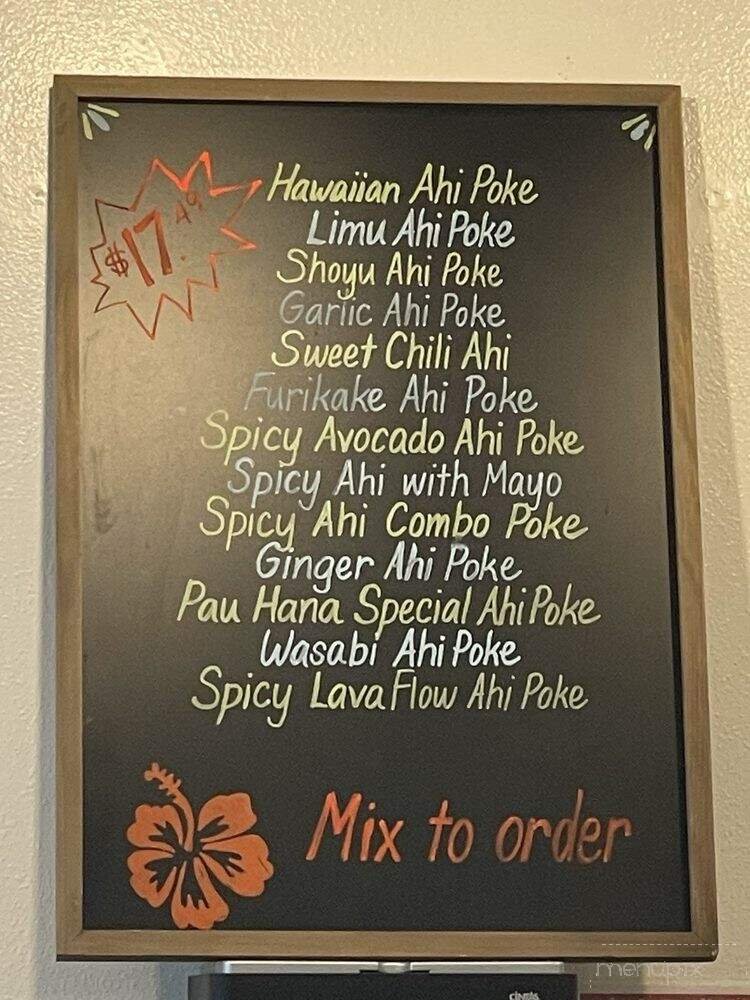 $17.49
Hawaiian Ahi Poke
Limu Ahi Poke
Shoyu Ahi Poke
Garlic Ahi Poke
Sweet Chili Ahi
Furikake Ahi Poke
Spicy Avocado Ahi Poke
Spicy Ahi with Mayo
Spicy Ahi Combo Poke
Ginger Ahi Poke
Pau Hana Special Ahi Poke
Wasabi Ahi Poke
Spicy Lava Flow Ahi Poke
Mix to order
menupix
cintas